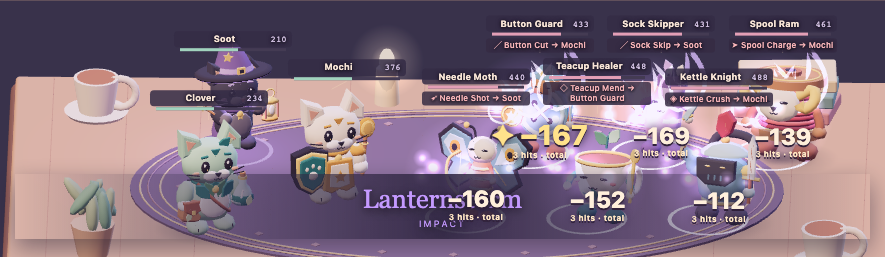 Soot 210
Mochi 376
Clover 234
Button Guard 433
Button Cut → Mochi
Sock Skipper 431
Sock Skip → Soot
Spool Ram 461
Spool Charge → Mochi
Needle Moth 440
Needle Shot → Soot
Teacup Healer 448
Teacup Mend →
Button Guard
Kettle Knight 488
Kettle Crush → Mochi
−167
3 hits · total
−169
3 hits · total
−139
3 hits · total
−160
3 hits · total
−152
3 hits · total
−112
3 hits · total
IMPACT